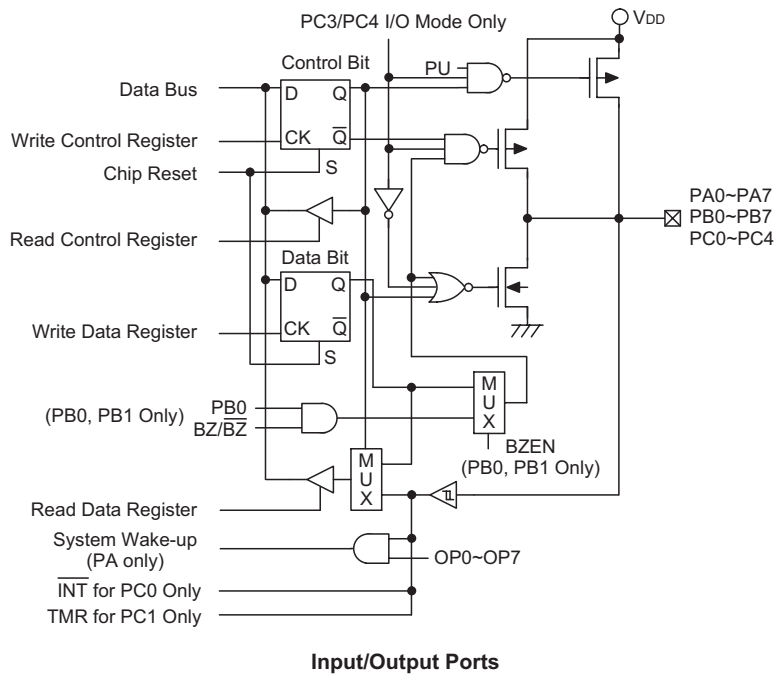 PC3/PC4 I/O Mode Only
VDD
Control Bit
PU
Data Bus
D
Q
Write Control Register
CK
Q̅
Chip Reset
S
PA0~PA7
PB0~PB7
PC0~PC4
Read Control Register
Data Bit
D
Q
Write Data Register
CK
Q̅
S
M
U
X
(PB0, PB1 Only)
PB0
BZ/B̅Z̅
BZEN
(PB0, PB1 Only)
M
U
X
Read Data Register
System Wake-up
(PA only)
OP0~OP7
I̅N̅T̅ for PC0 Only
TMR for PC1 Only
Input/Output Ports